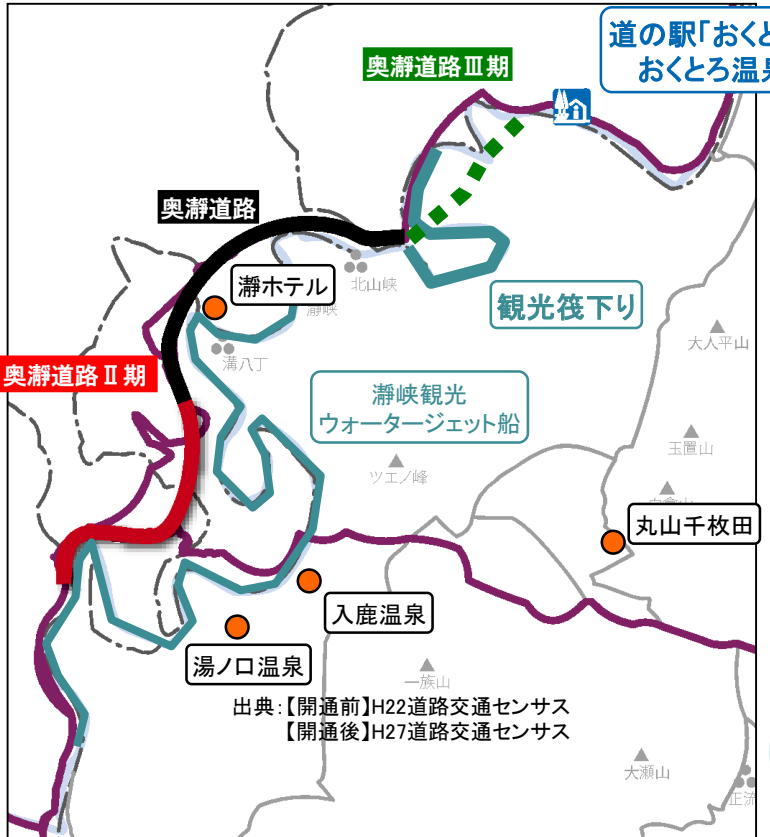 道の駅「おくと
おくとろ温泉
奥瀞道路Ⅲ期
奥瀞道路
瀞ホテル
北山峡
瀞峡
観光筏下り
大人平山
溝八丁
奥瀞道路Ⅱ期
瀞峡観光
ウォータージェット船
玉置山
ツエノ峰
丸山千枚田
入鹿温泉
湯ノ口温泉
一族山
出典:【開通前】H22道路交通センサス
【開通後】H27道路交通センサス
大瀬山
正流